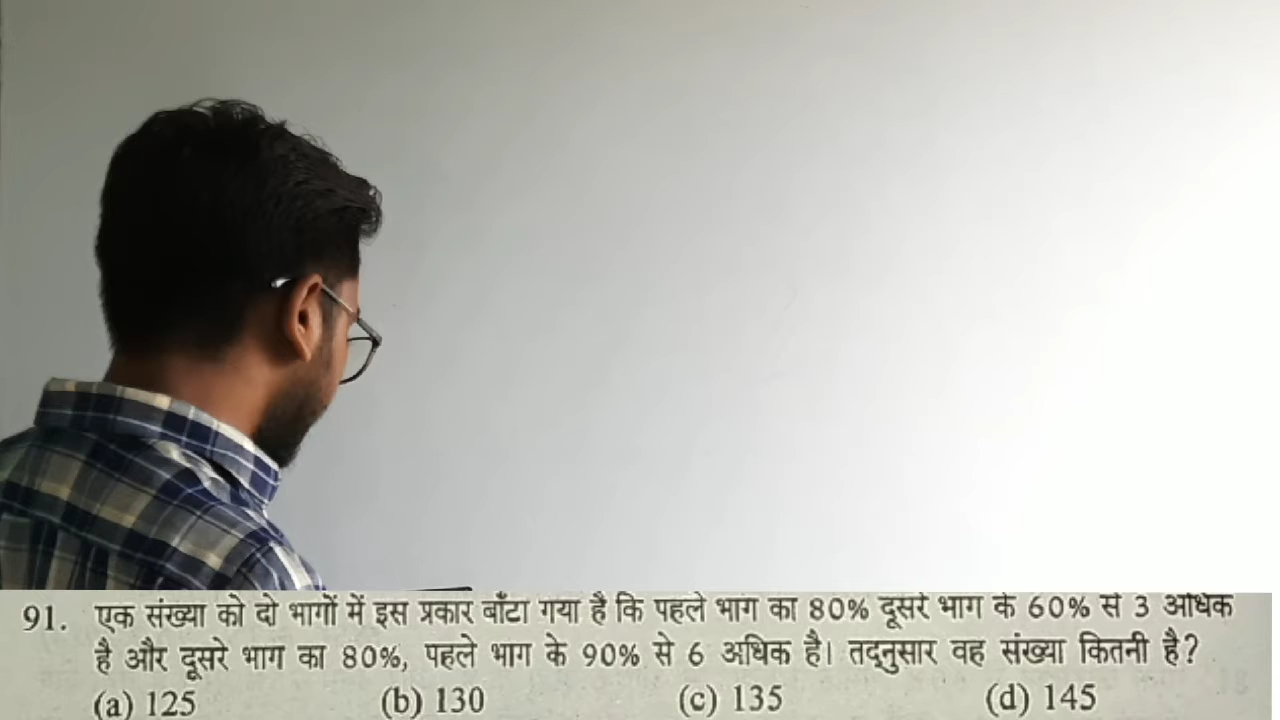 91. एक संख्या को दो भागों में इस प्रकार बाँटा गया है कि पहले भाग का 80% दूसरे भाग के 60% से 3 अधिक
है और दूसरे भाग का 80%, पहले भाग के 90% से 6 अधिक है। तद्नुसार वह संख्या कितनी है?
(a) 125 (b) 130 (c) 135 (d) 145